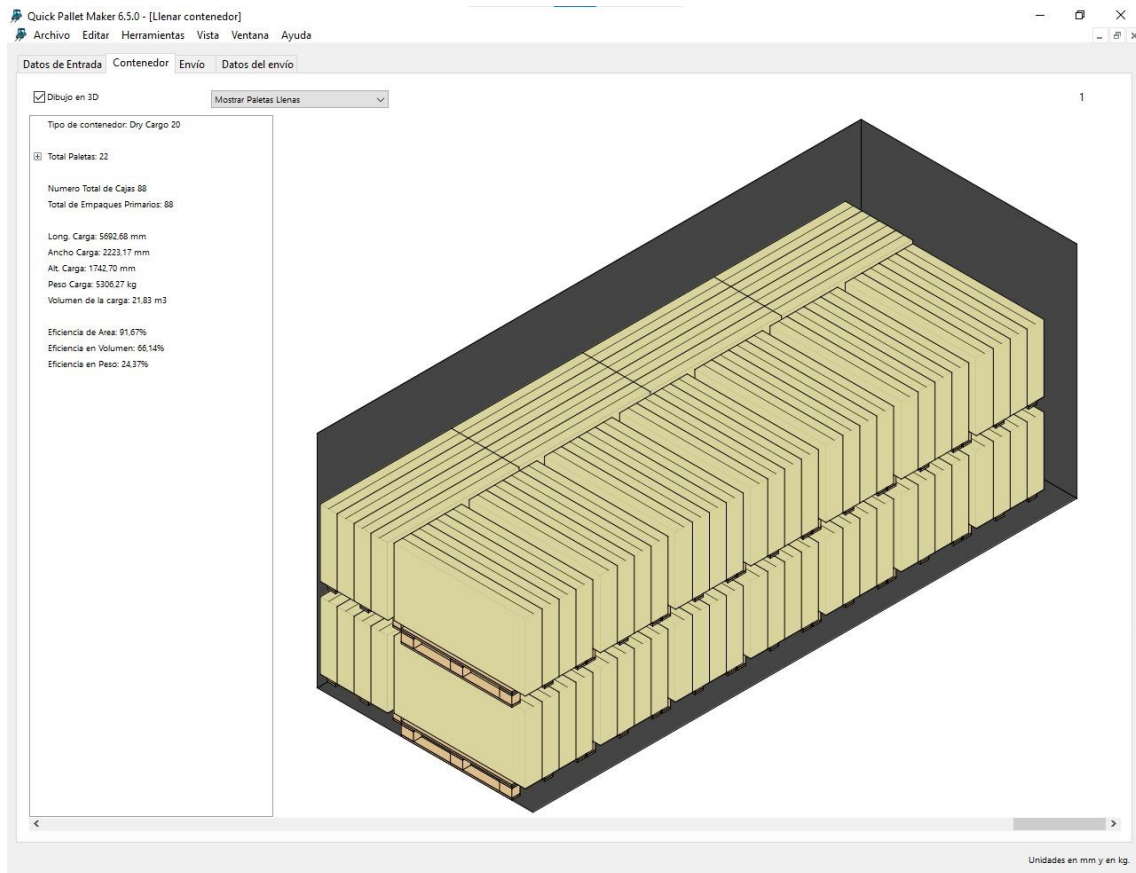 Quick Pallet Maker 6.5.0 - [Llenar contenedor]
Archivo Editar Herramientas Vista Ventana Ayuda
Datos de Entrada Contenedor Envío Datos del envío
Dibujo en 3D Mostrar Paletas Llenas 1
Tipo de contenedor: Dry Cargo 20
Total Paletas: 22
Numero Total de Cajas 88
Total de Empaques Primarios: 88
Long. Carga: 5692,68 mm
Ancho Carga: 2223,17 mm
Alt. Carga: 1742,70 mm
Peso Carga: 5306,27 kg
Volumen de la carga: 21,83 m3
Eficiencia de Area: 91,67%
Eficiencia en Volumen: 66,14%
Eficiencia en Peso: 24,37%
Unidades en mm y en kg.